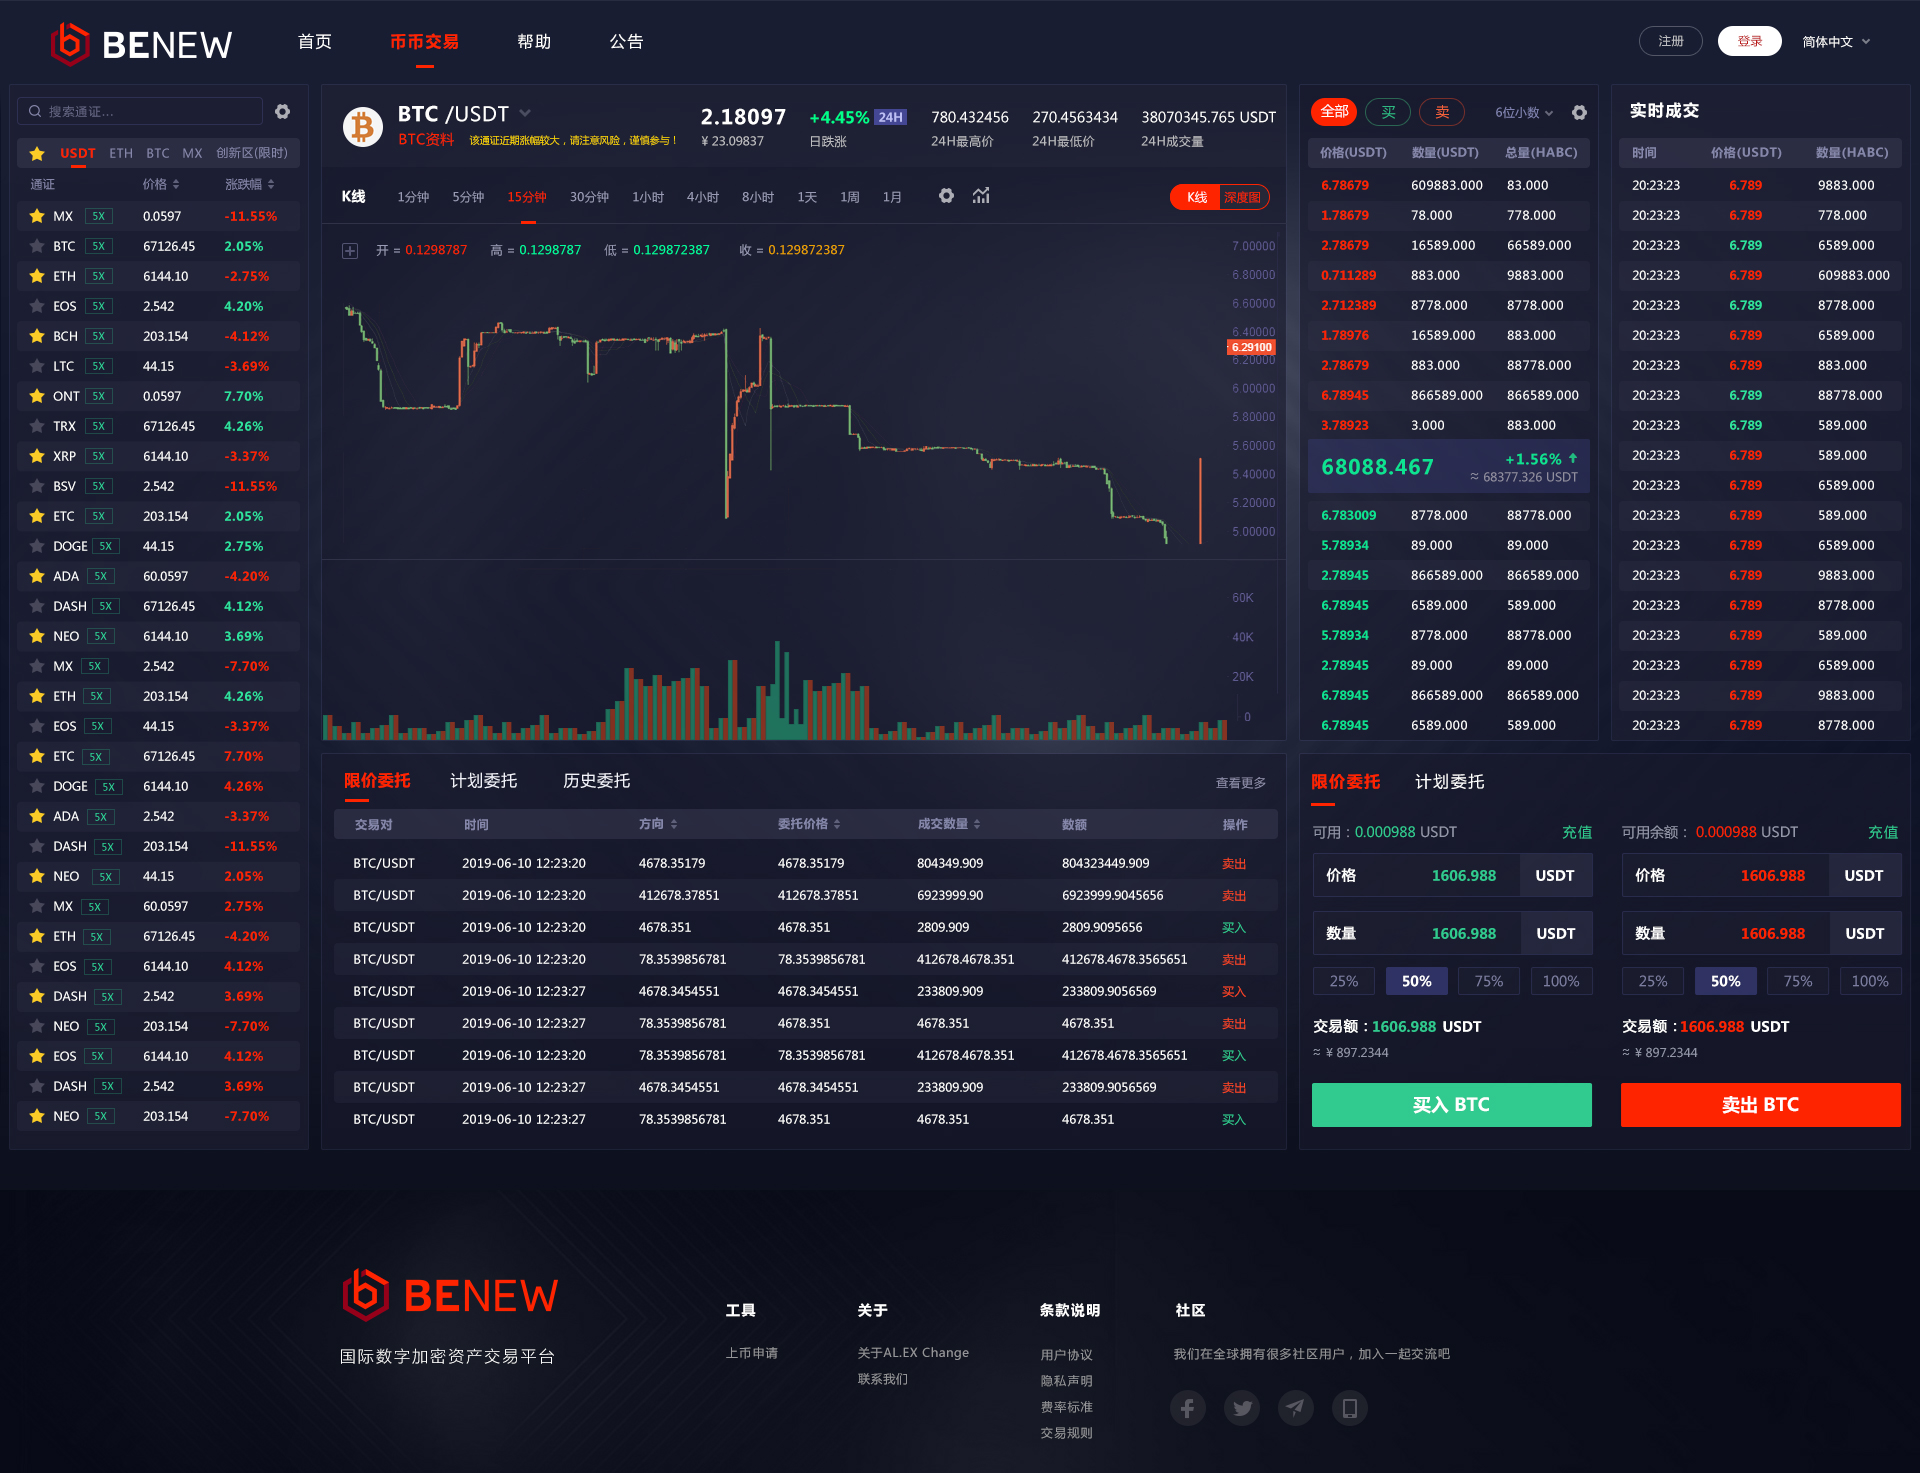 BENEW 首页 币币交易 帮助 公告 注册 登录 简体中文
搜索通证...
USDT ETH BTC MX 创新区(限时)
通证 价格 涨跌幅
MX 5X 0.0597 -11.55%
BTC 5X 67126.45 2.05%
ETH 5X 6144.10 -2.75%
EOS 5X 2.542 4.20%
BCH 5X 203.154 -4.12%
LTC 5X 44.15 -3.69%
ONT 5X 0.0597 7.70%
TRX 5X 67126.45 4.26%
XRP 5X 6144.10 -3.37%
BSV 5X 2.542 -11.55%
ETC 5X 203.154 2.05%
DOGE 5X 44.15 2.75%
ADA 5X 60.0597 -4.20%
DASH 5X 67126.45 4.12%
NEO 5X 6144.10 3.69%
MX 5X 2.542 -7.70%
ETH 5X 203.154 4.26%
EOS 5X 44.15 -3.37%
ETC 5X 67126.45 7.70%
DOGE 5X 6144.10 4.26%
ADA 5X 2.542 -3.37%
DASH 5X 203.154 -11.55%
NEO 5X 44.15 2.05%
MX 5X 60.0597 2.75%
ETH 5X 67126.45 -4.20%
EOS 5X 6144.10 4.12%
DASH 5X 2.542 3.69%
NEO 5X 203.154 -7.70%
EOS 5X 6144.10 4.12%
DASH 5X 2.542 3.69%
NEO 5X 203.154 -7.70%
BTC /USDT 2.18097 +4.45% 24H 780.432456 270.4563434 38070345.765 USDT
BTC资料 该通证近期涨幅较大，请注意风险，谨慎参与！ ¥ 23.09837 日跌涨 24H最高价 24H最低价 24H成交量
K线 1分钟 5分钟 15分钟 30分钟 1小时 4小时 8小时 1天 1周 1月 K线 深度图
开 = 0.1298787 高 = 0.1298787 低 = 0.129872387 收 = 0.129872387
7.00000
6.80000
6.60000
6.40000
6.29100
6.20000
6.00000
5.80000
5.60000
5.40000
5.20000
5.00000
60K
40K
20K
0
全部 买 卖 6位小数
价格(USDT) 数量(USDT) 总量(HABC)
6.78679 609883.000 83.000
1.78679 78.000 778.000
2.78679 16589.000 66589.000
0.711289 883.000 9883.000
2.712389 8778.000 8778.000
1.78976 16589.000 883.000
2.78679 883.000 88778.000
6.78945 866589.000 866589.000
3.78923 3.000 883.000
68088.467 +1.56%
≈ 68377.326 USDT
6.783009 8778.000 88778.000
5.78934 89.000 89.000
2.78945 866589.000 866589.000
6.78945 6589.000 589.000
5.78934 8778.000 88778.000
2.78945 89.000 89.000
6.78945 866589.000 866589.000
6.78945 6589.000 589.000
实时成交
时间 价格(USDT) 数量(HABC)
20:23:23 6.789 9883.000
20:23:23 6.789 778.000
20:23:23 6.789 6589.000
20:23:23 6.789 609883.000
20:23:23 6.789 8778.000
20:23:23 6.789 6589.000
20:23:23 6.789 883.000
20:23:23 6.789 88778.000
20:23:23 6.789 589.000
20:23:23 6.789 589.000
20:23:23 6.789 6589.000
20:23:23 6.789 589.000
20:23:23 6.789 6589.000
20:23:23 6.789 9883.000
20:23:23 6.789 8778.000
20:23:23 6.789 589.000
20:23:23 6.789 6589.000
20:23:23 6.789 9883.000
20:23:23 6.789 8778.000
限价委托 计划委托 历史委托 查看更多
交易对 时间 方向 委托价格 成交数量 数额 操作
BTC/USDT 2019-06-10 12:23:20 4678.35179 4678.35179 804349.909 804323449.909 卖出
BTC/USDT 2019-06-10 12:23:20 412678.37851 412678.37851 6923999.90 6923999.9045656 卖出
BTC/USDT 2019-06-10 12:23:20 4678.351 4678.351 2809.909 2809.9095656 买入
BTC/USDT 2019-06-10 12:23:20 78.3539856781 78.3539856781 412678.4678.351 412678.4678.3565651 卖出
BTC/USDT 2019-06-10 12:23:27 4678.3454551 4678.3454551 233809.909 233809.9056569 买入
BTC/USDT 2019-06-10 12:23:27 78.3539856781 4678.351 4678.351 4678.351 卖出
BTC/USDT 2019-06-10 12:23:20 78.3539856781 78.3539856781 412678.4678.351 412678.4678.3565651 买入
BTC/USDT 2019-06-10 12:23:27 4678.3454551 4678.3454551 233809.909 233809.9056569 卖出
BTC/USDT 2019-06-10 12:23:27 78.3539856781 4678.351 4678.351 4678.351 买入
限价委托 计划委托
可用：0.000988 USDT 充值
价格 1606.988 USDT
数量 1606.988 USDT
25% 50% 75% 100%
交易额：1606.988 USDT
≈ ¥ 897.2344
买入 BTC
可用余额： 0.000988 USDT 充值
价格 1606.988 USDT
数量 1606.988 USDT
25% 50% 75% 100%
交易额：1606.988 USDT
≈ ¥ 897.2344
卖出 BTC
BENEW
国际数字加密资产交易平台
工具
上币申请
关于
关于AL.EX Change
联系我们
条款说明
用户协议
隐私声明
费率标准
交易规则
社区
我们在全球拥有很多社区用户，加入一起交流吧